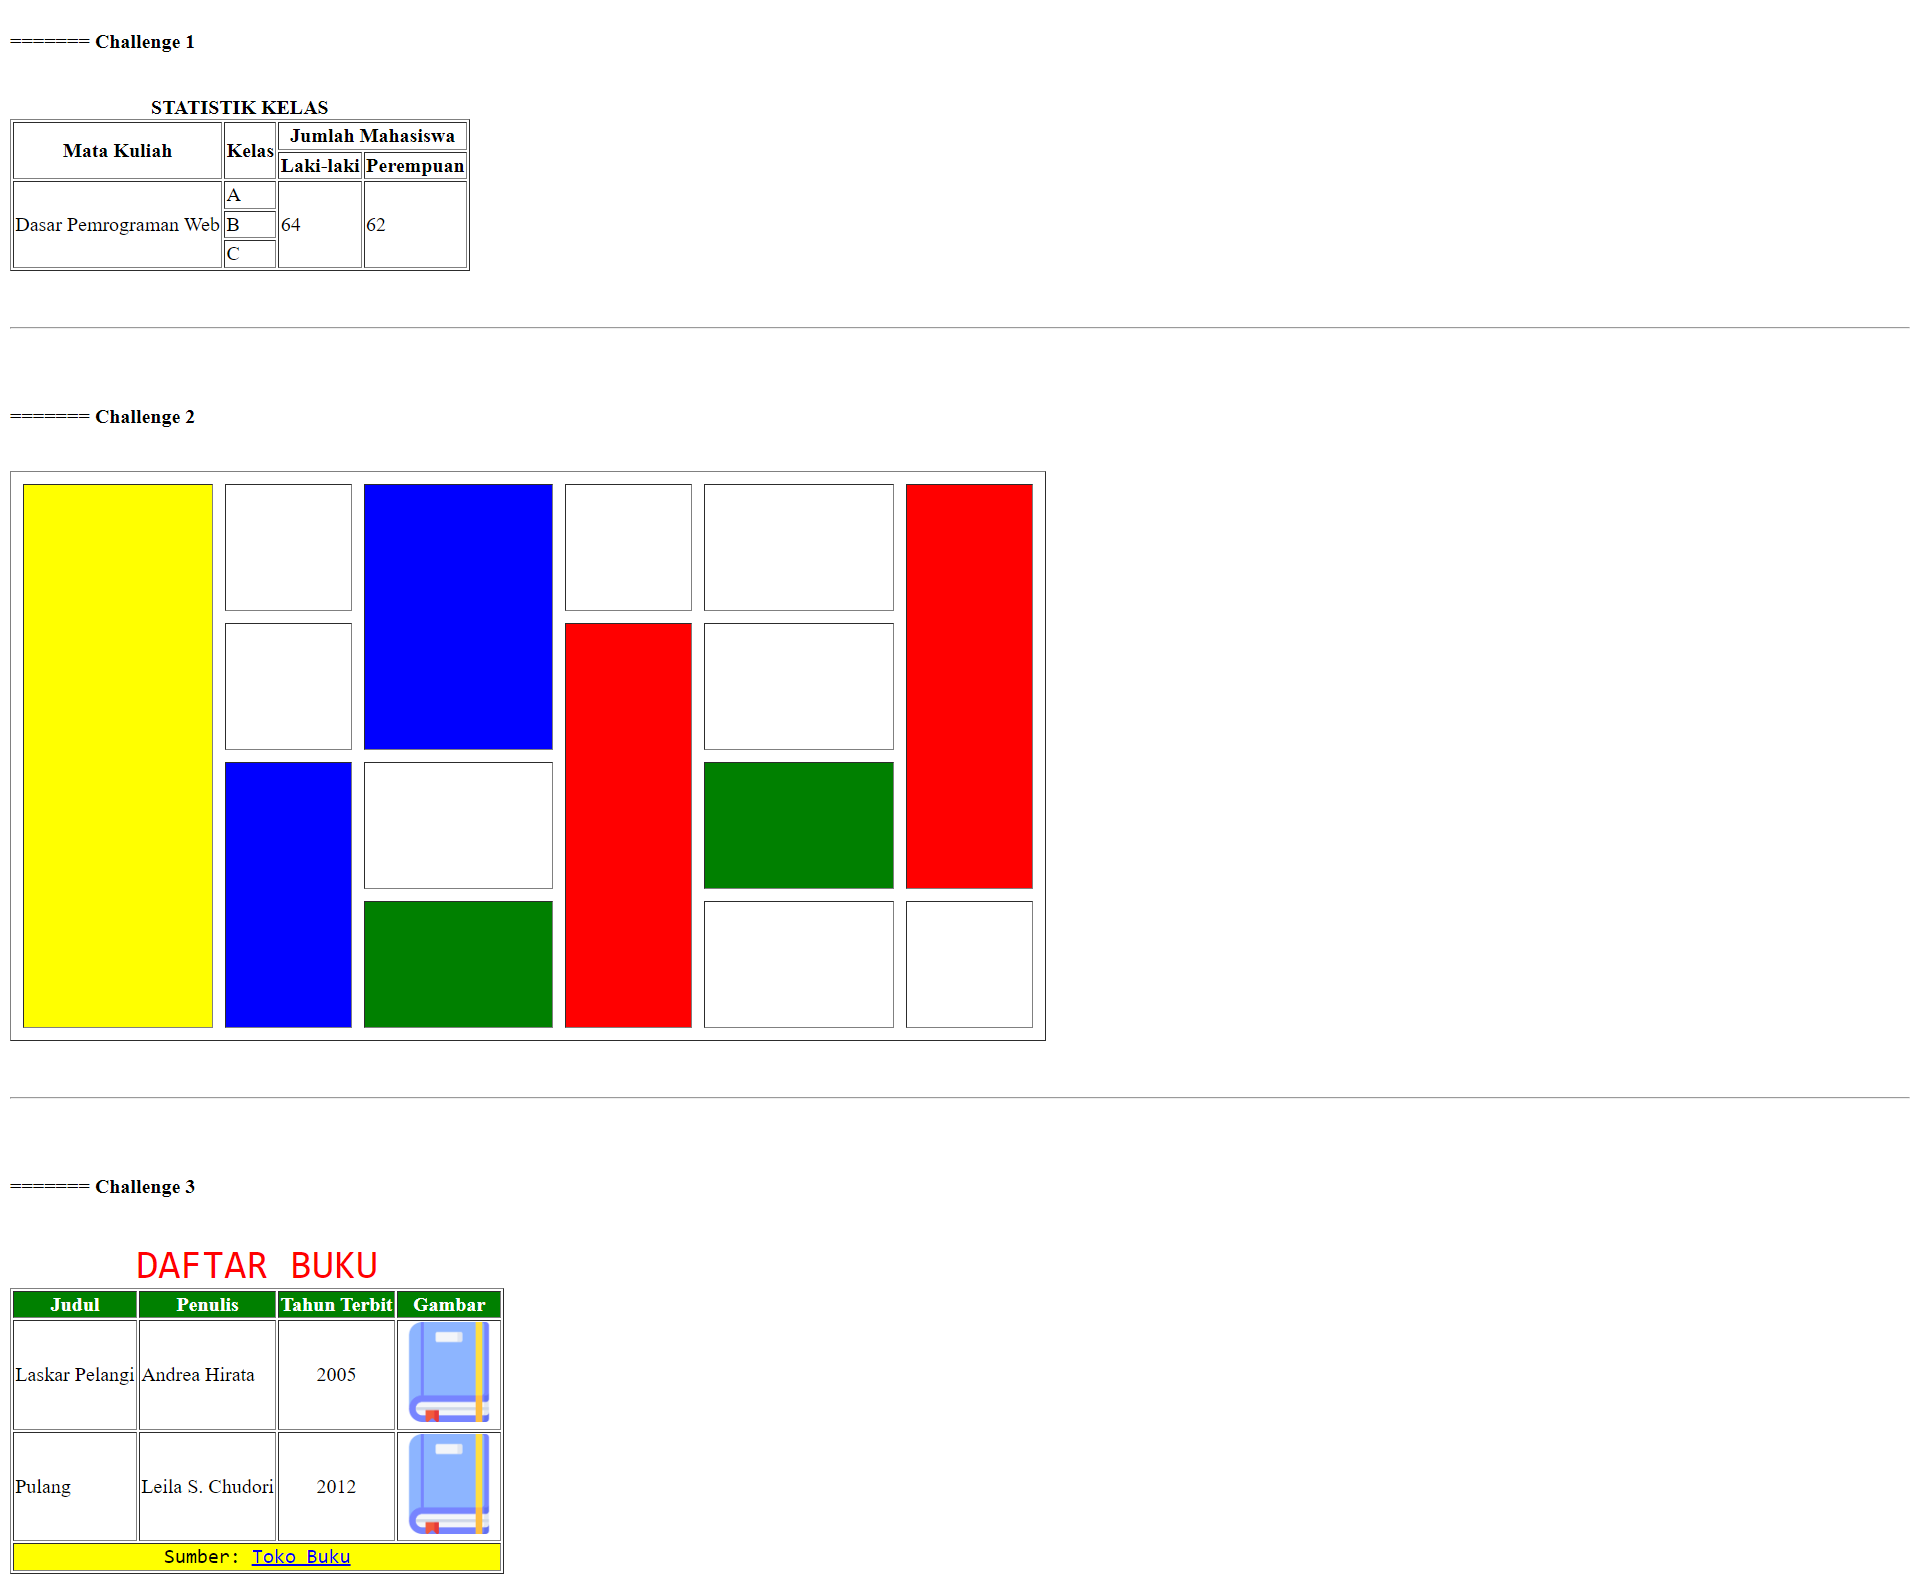 ======= Challenge 1
STATISTIK KELAS
Mata Kuliah Kelas Jumlah Mahasiswa
Laki-laki Perempuan
Dasar Pemrograman Web A 64 62
B
C
======= Challenge 2
======= Challenge 3
DAFTAR BUKU
Judul Penulis Tahun Terbit Gambar
Laskar Pelangi Andrea Hirata 2005
Pulang Leila S. Chudori 2012
Sumber: Toko Buku